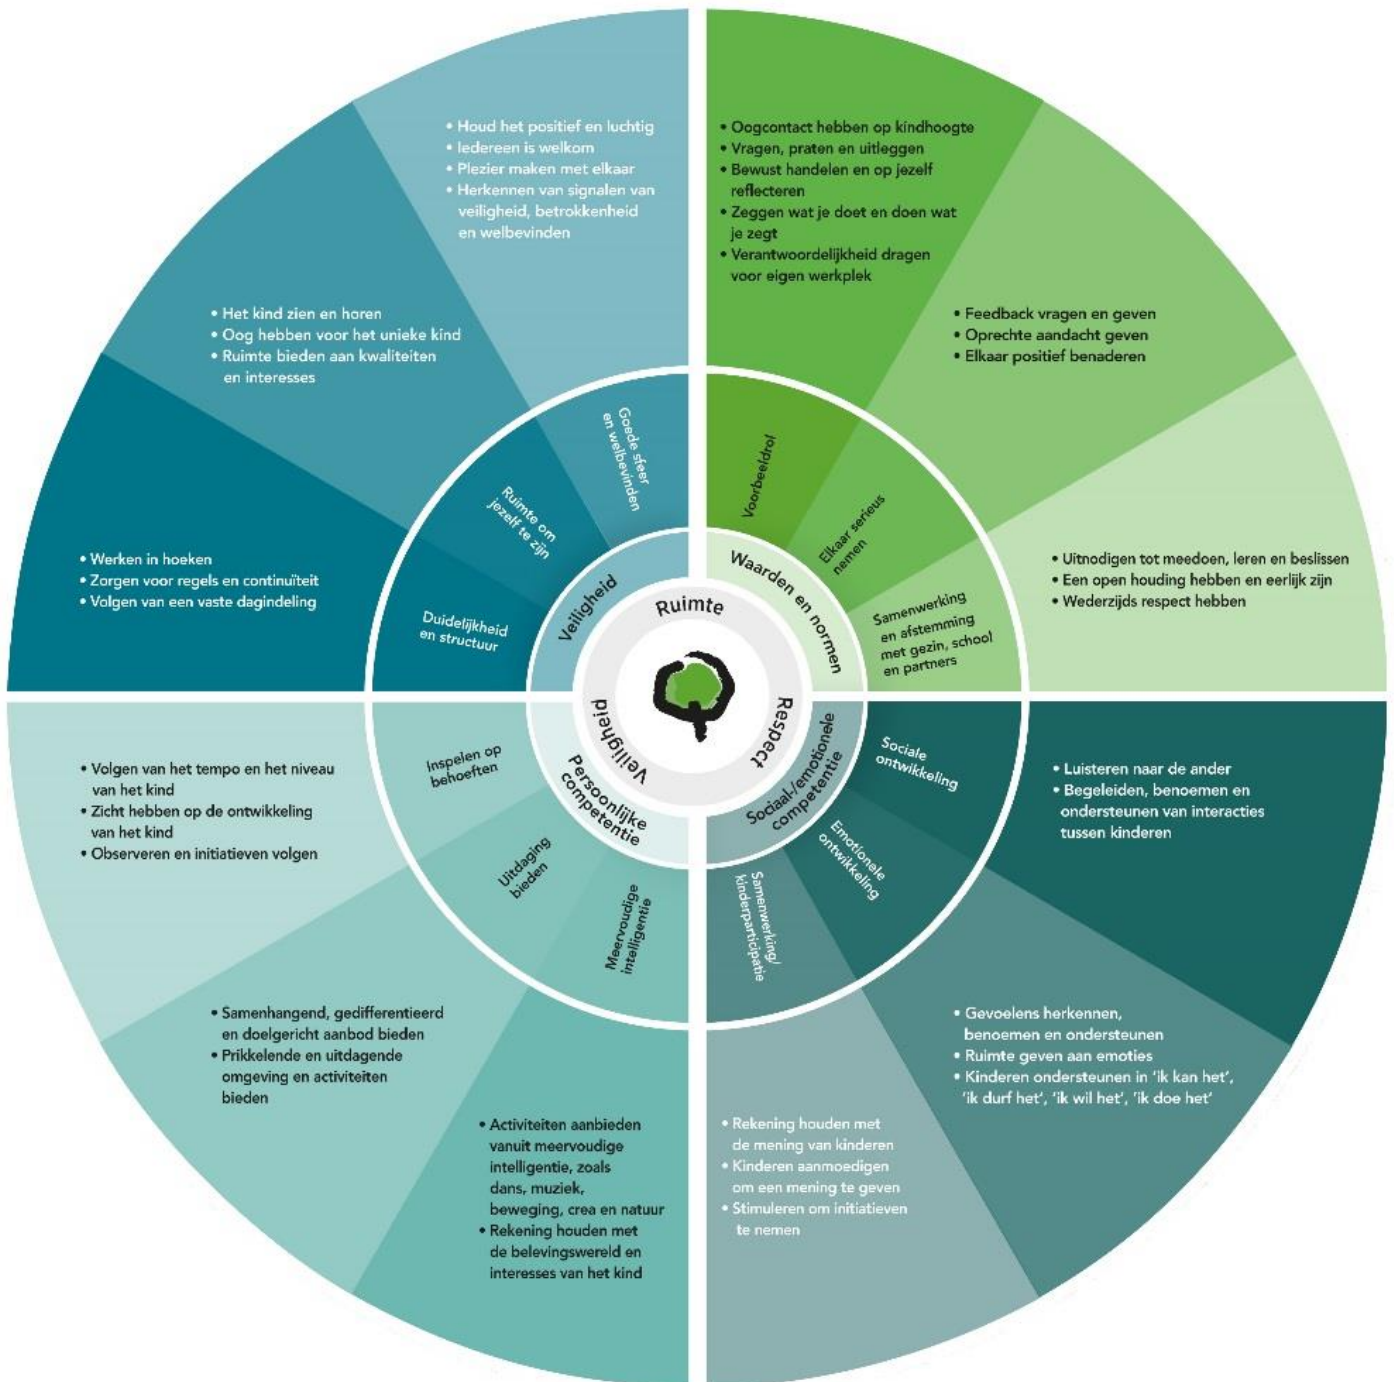 • Houd het positief en luchtig
• Iedereen is welkom
• Plezier maken met elkaar
• Herkennen van signalen van
veiligheid, betrokkenheid
en welbevinden
• Oogcontact hebben op kindhoogte
• Vragen, praten en uitleggen
• Bewust handelen en op jezelf
reflecteren
• Zeggen wat je doet en doen wat
je zegt
• Verantwoordelijkheid dragen
voor eigen werkplek
• Het kind zien en horen
• Oog hebben voor het unieke kind
• Ruimte bieden aan kwaliteiten
en interesses
• Feedback vragen en geven
• Oprechte aandacht geven
• Elkaar positief benaderen
• Werken in hoeken
• Zorgen voor regels en continuïteit
• Volgen van een vaste dagindeling
• Uitnodigen tot meedoen, leren en beslissen
• Een open houding hebben en eerlijk zijn
• Wederzijds respect hebben
Goede sfeer
en welbevinden
Ruimte om
jezelf te zijn
Duidelijkheid
en structuur
Voorbeeldrol
Elkaar serieus
nemen
Samenwerking
en afstemming
met gezin, school
en partners
Veiligheid
Waarden en normen
Ruimte
Respect
Veiligheid
Persoonlijke
competentie
Sociaal-/emotionele
competentie
Inspelen op
behoeften
Uitdaging
bieden
Meervoudige
intelligentie
Sociale
ontwikkeling
Emotionele
ontwikkeling
Samenwerking/
kinderparticipatie
• Volgen van het tempo en het niveau
van het kind
• Zicht hebben op de ontwikkeling
van het kind
• Observeren en initiatieven volgen
• Luisteren naar de ander
• Begeleiden, benoemen en
ondersteunen van interacties
tussen kinderen
• Samenhangend, gedifferentieerd
en doelgericht aanbod bieden
• Prikkelende en uitdagende
omgeving en activiteiten
bieden
• Gevoelens herkennen,
benoemen en ondersteunen
• Ruimte geven aan emoties
• Kinderen ondersteunen in ‘ik kan het’,
‘ik durf het’, ‘ik wil het’, ‘ik doe het’
• Activiteiten aanbieden
vanuit meervoudige
intelligentie, zoals
dans, muziek,
beweging, crea en natuur
• Rekening houden met
de belevingswereld en
interesses van het kind
• Rekening houden met
de mening van kinderen
• Kinderen aanmoedigen
om een mening te geven
• Stimuleren om initiatieven
te nemen